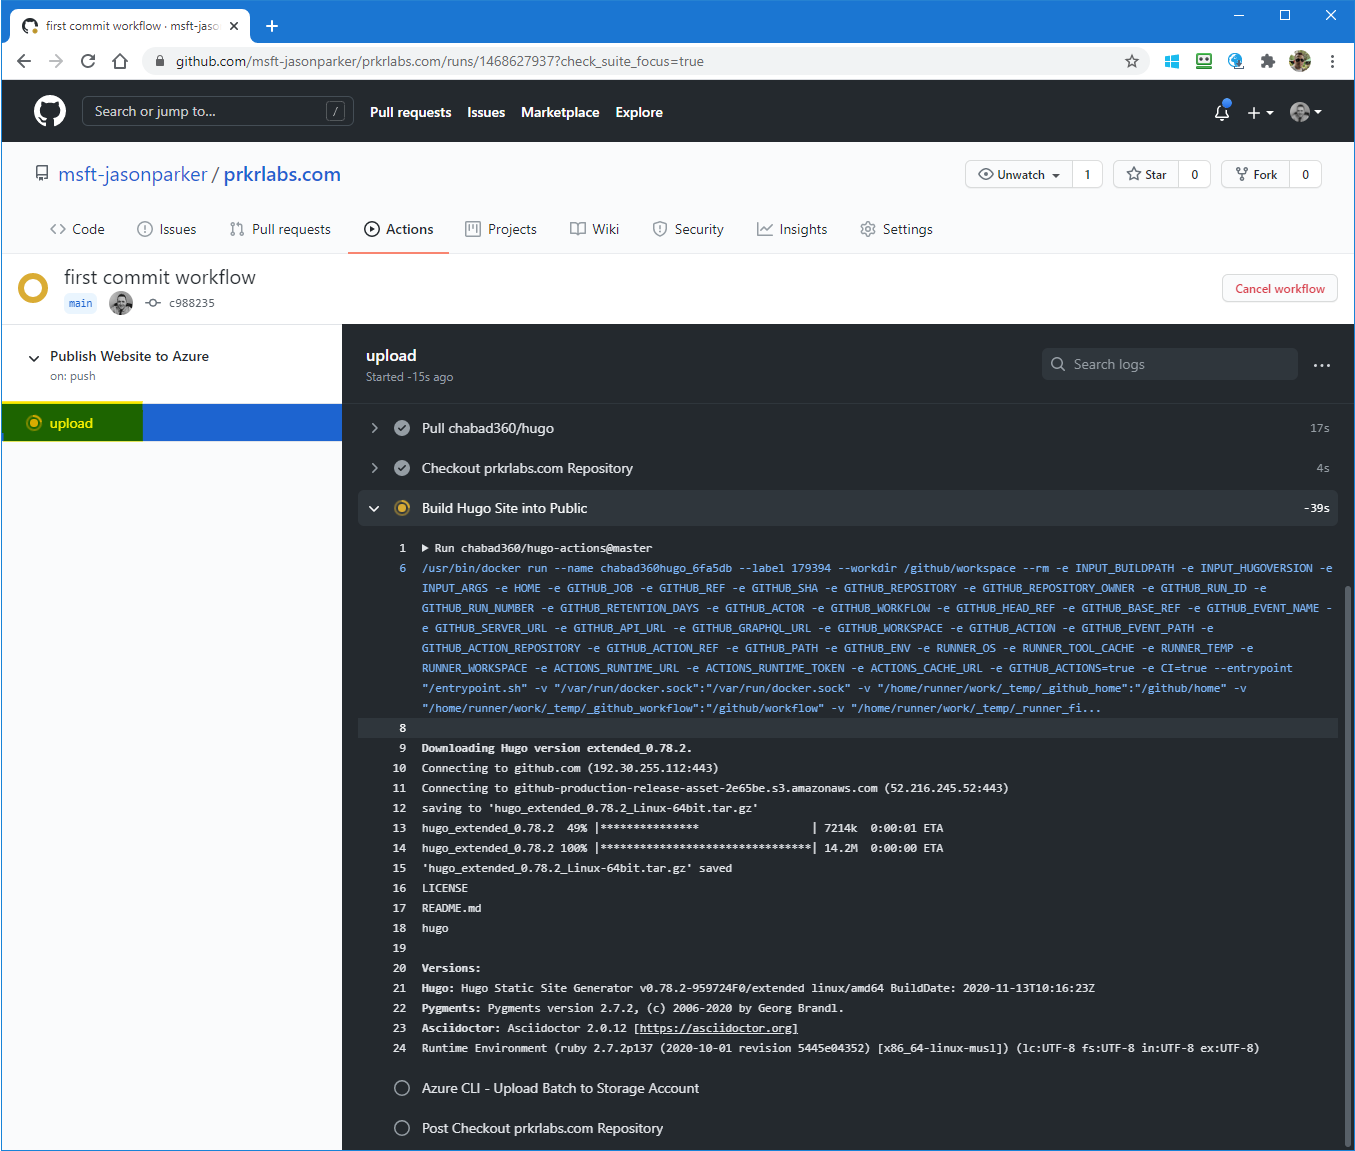 first commit workflow · msft-jaso
github.com/msft-jasonparker/prkrlabs.com/runs/1468627937?check_suite_focus=true
Search or jump to... /
Pull requests Issues Marketplace Explore
msft-jasonparker / prkrlabs.com
Unwatch 1 Star 0 Fork 0
Code Issues Pull requests Actions Projects Wiki Security Insights Settings
first commit workflow
main c988235
Cancel workflow
Publish Website to Azure
on: push
upload
upload
Started -15s ago
Search logs
Pull chabad360/hugo 17s
Checkout prkrlabs.com Repository 4s
Build Hugo Site into Public -39s
1 ▶ Run chabad360/hugo-actions@master
6 /usr/bin/docker run --name chabad360hugo_6fa5db --label 179394 --workdir /github/workspace --rm -e INPUT_BUILDPATH -e INPUT_HUGOVERSION -e
INPUT_ARGS -e HOME -e GITHUB_JOB -e GITHUB_REF -e GITHUB_SHA -e GITHUB_REPOSITORY -e GITHUB_REPOSITORY_OWNER -e GITHUB_RUN_ID -e
GITHUB_RUN_NUMBER -e GITHUB_RETENTION_DAYS -e GITHUB_ACTOR -e GITHUB_WORKFLOW -e GITHUB_HEAD_REF -e GITHUB_BASE_REF -e GITHUB_EVENT_NAME -
e GITHUB_SERVER_URL -e GITHUB_API_URL -e GITHUB_GRAPHQL_URL -e GITHUB_WORKSPACE -e GITHUB_ACTION -e GITHUB_EVENT_PATH -e
GITHUB_ACTION_REPOSITORY -e GITHUB_ACTION_REF -e GITHUB_PATH -e GITHUB_ENV -e RUNNER_OS -e RUNNER_TOOL_CACHE -e RUNNER_TEMP -e
RUNNER_WORKSPACE -e ACTIONS_RUNTIME_URL -e ACTIONS_RUNTIME_TOKEN -e ACTIONS_CACHE_URL -e GITHUB_ACTIONS=true -e CI=true --entrypoint
"/entrypoint.sh" -v "/var/run/docker.sock":"/var/run/docker.sock" -v "/home/runner/work/_temp/_github_home":"/github/home" -v
"/home/runner/work/_temp/_github_workflow":"/github/workflow" -v "/home/runner/work/_temp/_runner_fi...
8
9 Downloading Hugo version extended_0.78.2.
10 Connecting to github.com (192.30.255.112:443)
11 Connecting to github-production-release-asset-2e65be.s3.amazonaws.com (52.216.245.52:443)
12 saving to 'hugo_extended_0.78.2_Linux-64bit.tar.gz'
13 hugo_extended_0.78.2  49% |***************                 | 7214k  0:00:01 ETA
14 hugo_extended_0.78.2 100% |********************************| 14.2M  0:00:00 ETA
15 'hugo_extended_0.78.2_Linux-64bit.tar.gz' saved
16 LICENSE
17 README.md
18 hugo
19
20 Versions:
21 Hugo: Hugo Static Site Generator v0.78.2-959724F0/extended linux/amd64 BuildDate: 2020-11-13T10:16:23Z
22 Pygments: Pygments version 2.7.2, (c) 2006-2020 by Georg Brandl.
23 Asciidoctor: Asciidoctor 2.0.12 [https://asciidoctor.org]
24 Runtime Environment (ruby 2.7.2p137 (2020-10-01 revision 5445e04352) [x86_64-linux-musl]) (lc:UTF-8 fs:UTF-8 in:UTF-8 ex:UTF-8)
Azure CLI - Upload Batch to Storage Account
Post Checkout prkrlabs.com Repository